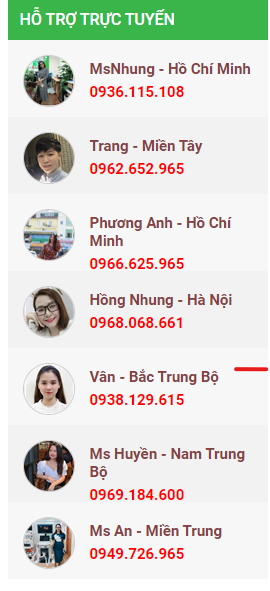 HỖ TRỢ TRỰC TUYẾN
MsNhung - Hồ Chí Minh
0936.115.108
Trang - Miền Tây
0962.652.965
Phương Anh - Hồ Chí
Minh
0966.625.965
Hồng Nhung - Hà Nội
0968.068.661
Vân - Bắc Trung Bộ
0938.129.615
Ms Huyền - Nam Trung
Bộ
0969.184.600
Ms An - Miền Trung
0949.726.965